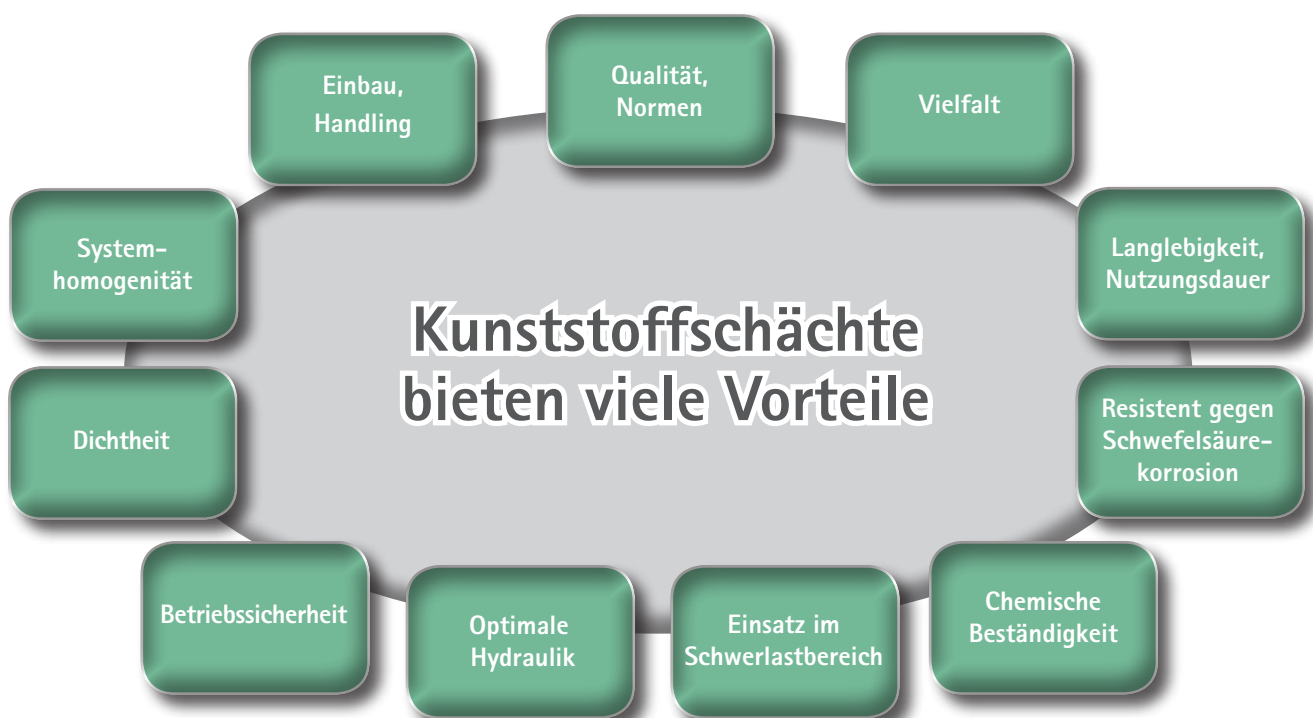 Einbau,
Handling
Qualität,
Normen
Vielfalt
System-
homogenität
Langlebigkeit,
Nutzungsdauer
Kunststoffschächte
bieten viele Vorteile
Dichtheit
Resistent gegen
Schwefelsäure-
korrosion
Betriebssicherheit
Optimale
Hydraulik
Einsatz im
Schwerlastbereich
Chemische
Beständigkeit